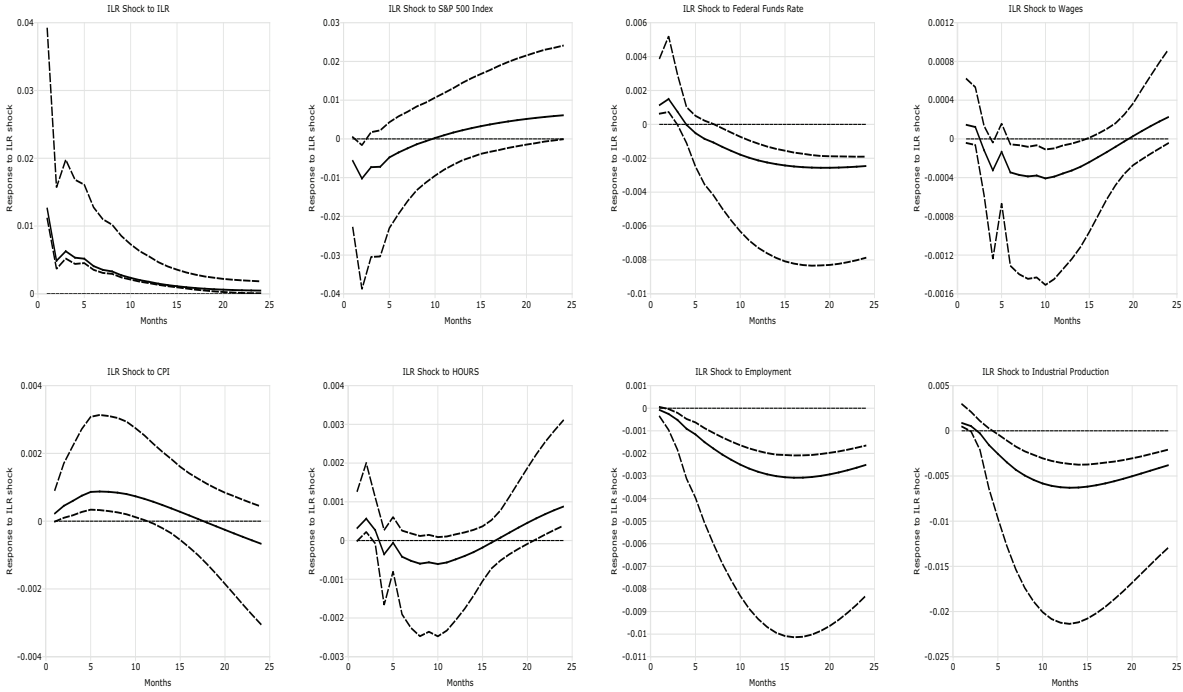 ILR Shock to ILR
0.04
0.03
0.02
0.01
0
0 5 10 15 20 25
Months
Response to ILR shock
ILR Shock to S&P 500 Index
0.03
0.02
0.01
0
-0.01
-0.02
-0.03
-0.04
0 5 10 15 20 25
Months
Response to ILR shock
ILR Shock to Federal Funds Rate
0.006
0.004
0.002
0
-0.002
-0.004
-0.006
-0.008
-0.01
0 5 10 15 20 25
Months
Response to ILR shock
ILR Shock to Wages
0.0012
0.0008
0.0004
0
-0.0004
-0.0008
-0.0012
-0.0016
0 5 10 15 20 25
Months
Response to ILR shock
ILR Shock to CPI
0.004
0.002
0
-0.002
-0.004
0 5 10 15 20 25
Months
Response to ILR shock
ILR Shock to HOURS
0.004
0.003
0.002
0.001
0
-0.001
-0.002
-0.003
0 5 10 15 20 25
Months
Response to ILR shock
ILR Shock to Employment
0.001
0
-0.001
-0.002
-0.003
-0.004
-0.005
-0.006
-0.007
-0.008
-0.009
-0.01
-0.011
0 5 10 15 20 25
Months
Response to ILR shock
ILR Shock to Industrial Production
0.005
0
-0.005
-0.01
-0.015
-0.02
-0.025
0 5 10 15 20 25
Months
Response to ILR shock